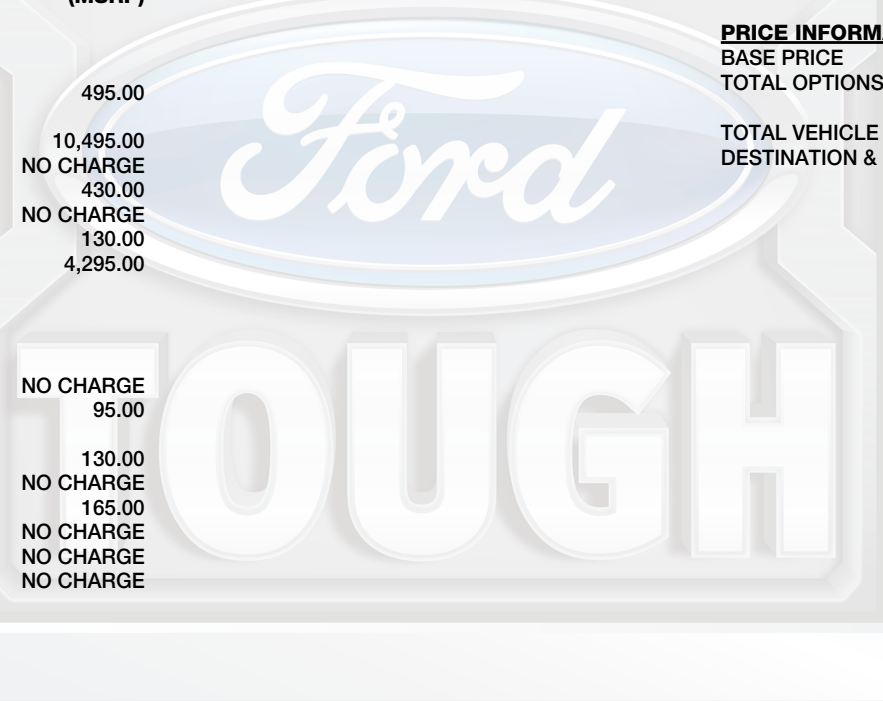 (MSRP)
495.00
10,495.00
NO CHARGE
430.00
NO CHARGE
130.00
4,295.00
NO CHARGE
95.00
130.00
NO CHARGE
165.00
NO CHARGE
NO CHARGE
NO CHARGE
PRICE INFORM
BASE PRICE
TOTAL OPTIONS
TOTAL VEHICLE
DESTINATION &
Ford
TOUGH